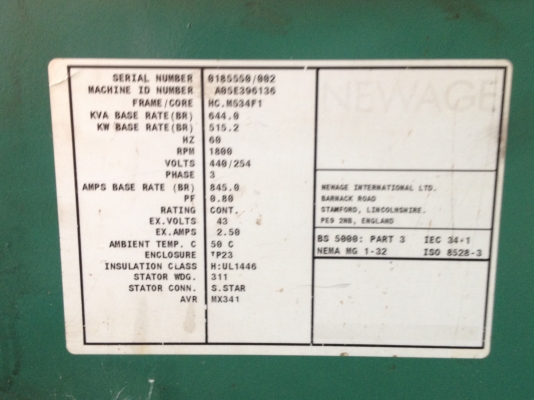 SERIAL NUMBER 0185550/002
MACHINE ID NUMBER A05E396136
FRAME/CORE HC.M534F1
KVA BASE RATE(BR) 644.0
KW BASE RATE(BR) 515.2
HZ 60
RPM 1800
VOLTS 440/254
PHASE 3
AMPS BASE RATE (BR) 845.0
PF 0.80
RATING CONT.
EX.VOLTS 43
EX.AMPS 2.50
AMBIENT TEMP. C 50 C
ENCLOSURE IP23
INSULATION CLASS H:UL1446
STATOR WDG. 311
STATOR CONN. S.STAR
AVR MX341
NEWAGE
NEWAGE INTERNATIONAL LTD.
BARNACK ROAD
STAMFORD, LINCOLNSHIRE.
PE9 2NB, ENGLAND
BS 5000: PART 3 IEC 34-1
NEMA MG 1-32 ISO 8528-3